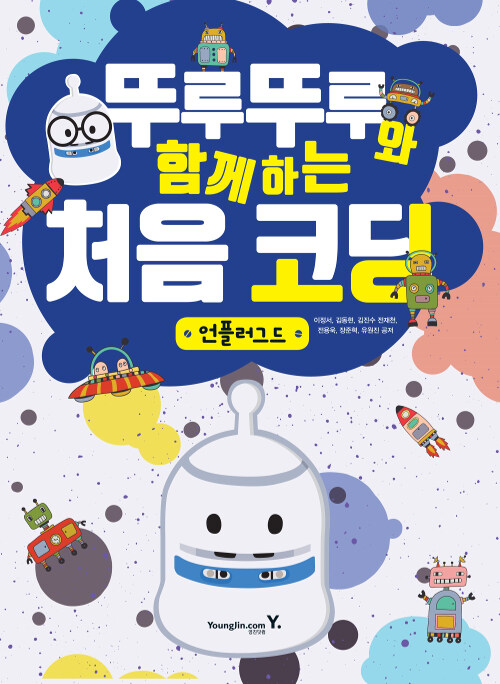 뚜루뚜루와
함께 하는
처음 코딩
언플러그드
이정서, 김동현, 김진수 전재천,
전용욱, 장준혁, 유원진 공저
YoungJin.com Y.
영진닷컴